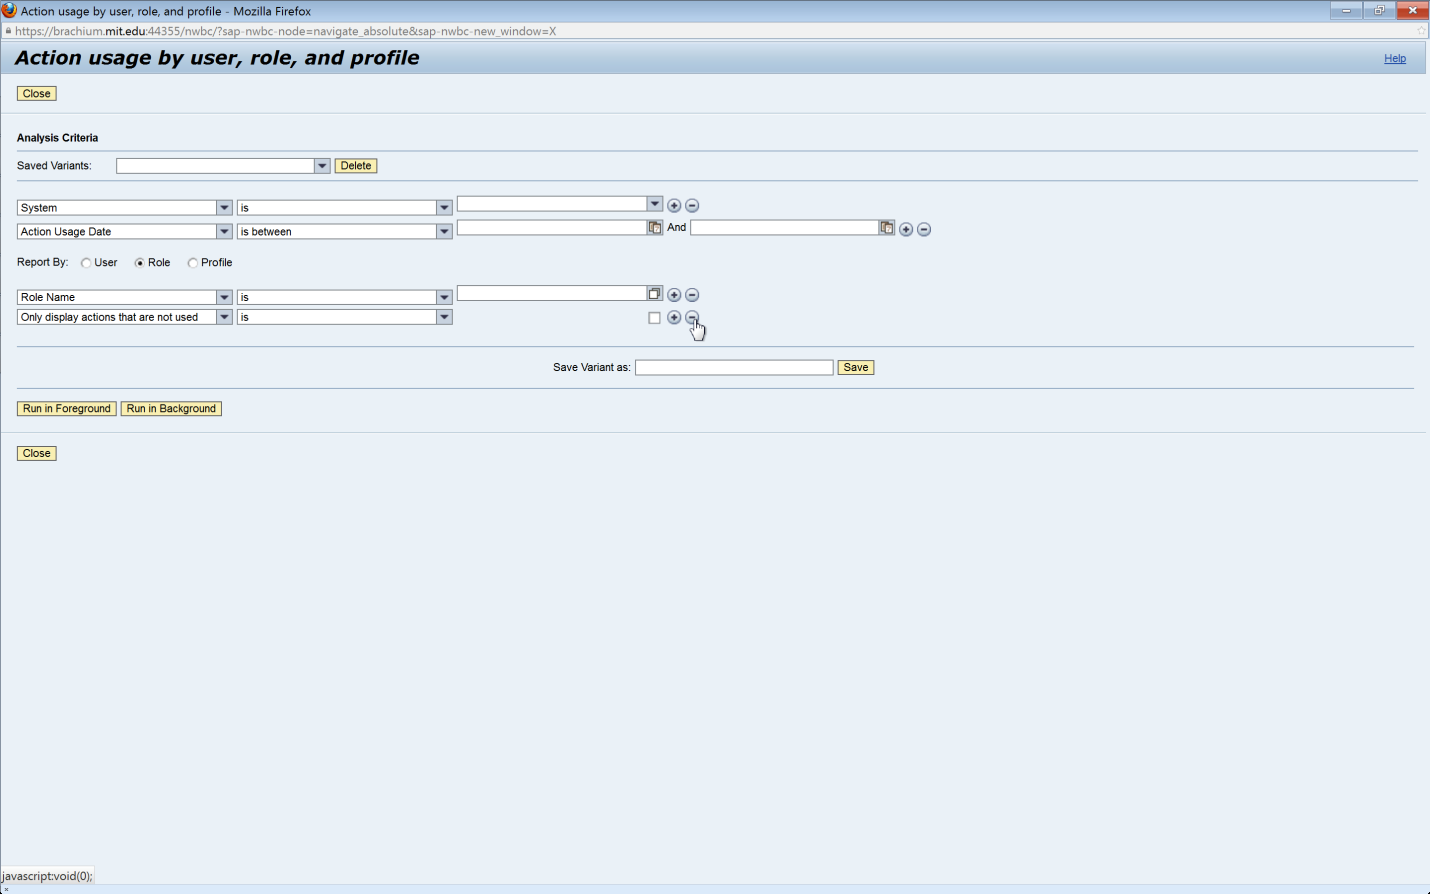 Action usage by user, role, and profile - Mozilla Firefox
https://brachium.mit.edu:44355/nwbc/?sap-nwbc-node=navigate_absolute&sap-nwbc-new_window=X
Action usage by user, role, and profile
Help
Close
Analysis Criteria
Saved Variants:
Delete
System is
Action Usage Date is between And
Report By: User Role Profile
Role Name is
Only display actions that are not used is
Save Variant as: Save
Run in Foreground Run in Background
Close
javascript:void(0);